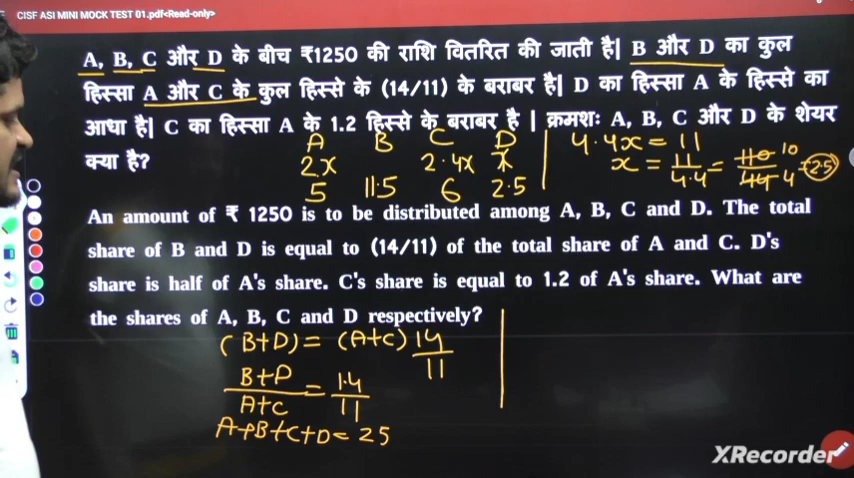 CISF ASI MINI MOCK TEST 01.pdf<Read-only>
A, B, C और D के बीच ₹1250 की राशि वितरित की जाती है| B और D का कुल
हिस्सा A और C के कुल हिस्से के (14/11) के बराबर है| D का हिस्सा A के हिस्से का
आधा है| C का हिस्सा A के 1.2 हिस्से के बराबर है | क्रमशः A, B, C और D के शेयर
क्या है?
A B C D
2x 2.4x x
5 11.5 6 2.5
4.4x = 11
x = 11/4.4 = 110/44 10/4 = 2.5
An amount of ₹ 1250 is to be distributed among A, B, C and D. The total
share of B and D is equal to (14/11) of the total share of A and C. D's
share is half of A's share. C's share is equal to 1.2 of A's share. What are
the shares of A, B, C and D respectively?
(B+D) = (A+C) 14/11
B+D/A+C = 14/11
A+B+C+D = 25
XRecorder